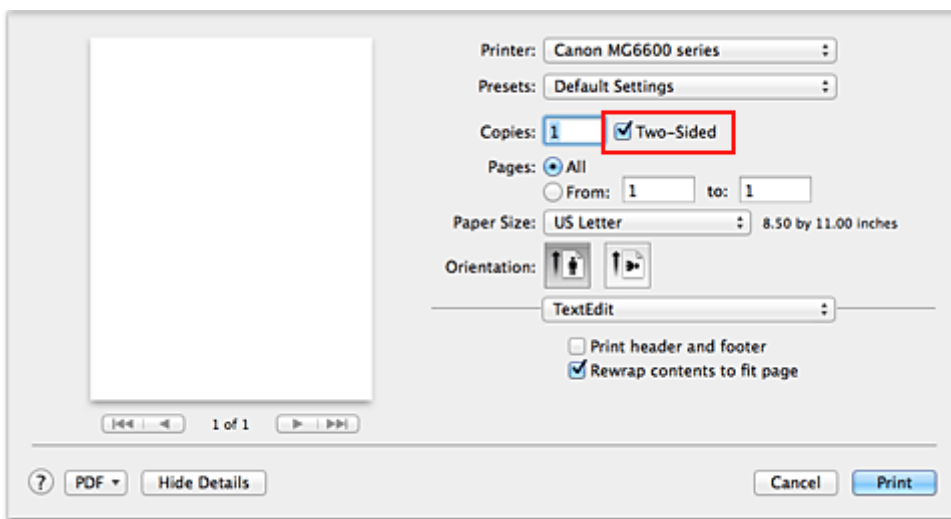 Printer: Canon MG6600 series
Presets: Default Settings
Copies: 1 Two-Sided
Pages: All
From: 1 to: 1
Paper Size: US Letter 8.50 by 11.00 inches
Orientation:
TextEdit
Print header and footer
Rewrap contents to fit page
1 of 1
? PDF Hide Details Cancel Print